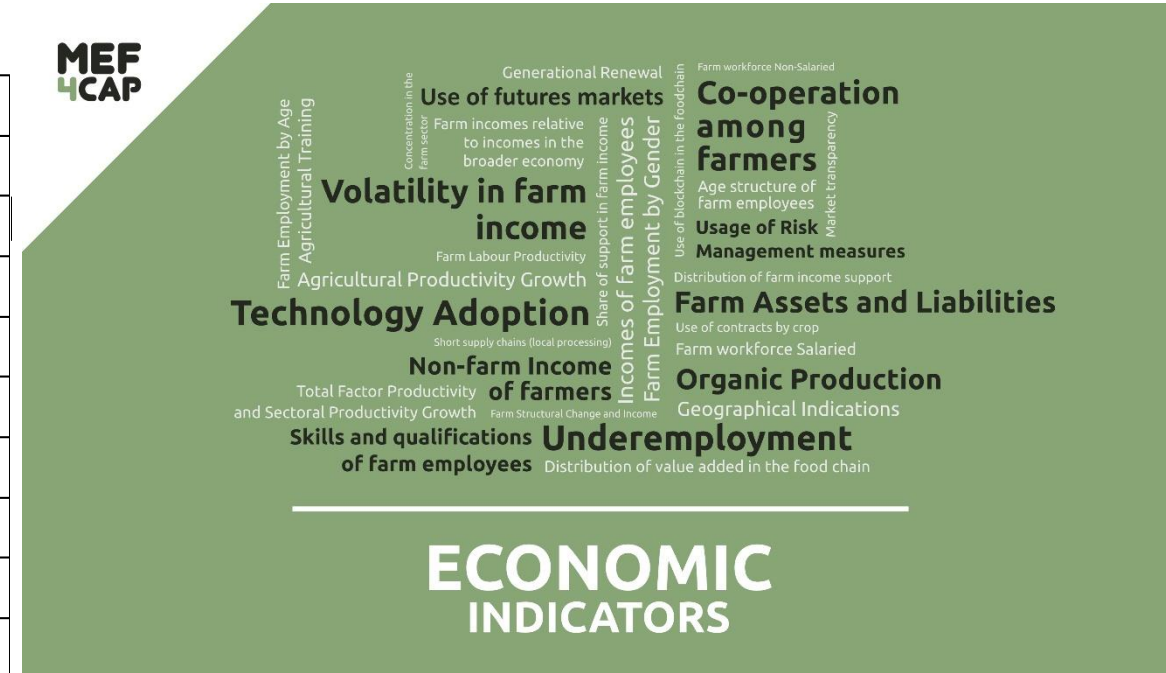 MEF
4CAP
Generational Renewal
Use of futures markets
Concentration in the
farm sector
Farm incomes relative
to incomes in the
broader economy
Farm Employment by Age
Agricultural Training
Volatility in farm
income
Farm Labour Productivity
Agricultural Productivity Growth
Technology Adoption
Short supply chains (local processing)
Non-farm Income
of farmers
Total Factor Productivity
and Sectoral Productivity Growth
Farm Structural Change and Income
Skills and qualifications
of farm employees
Share of support in farm income
Incomes of farm employees
Farm Employment by Gender
Use of blockchain in the foodchain
Farm workforce Non-Salaried
Co-operation
among
farmers
Market transparency
Age structure of
farm employees
Usage of Risk
Management measures
Distribution of farm income support
Farm Assets and Liabilities
Use of contracts by crop
Farm workforce Salaried
Organic Production
Geographical Indications
Underemployment
Distribution of value added in the food chain
ECONOMIC
INDICATORS